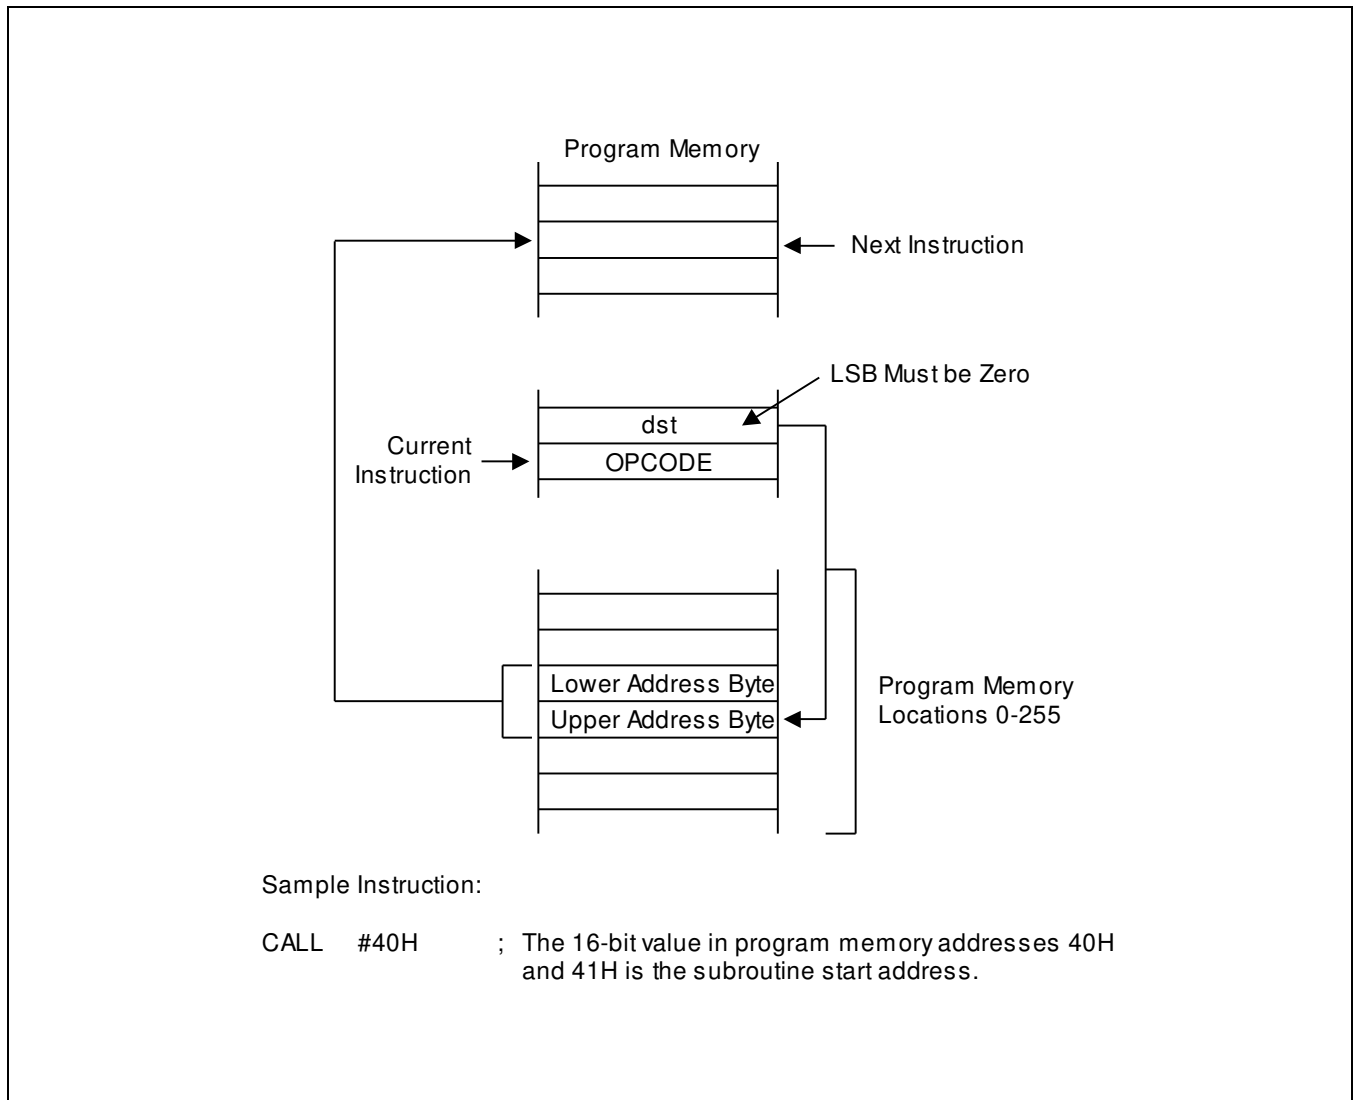 Program Memory
Next Instruction
LSB Must be Zero
dst
Current
Instruction
OPCODE
Lower Address Byte
Upper Address Byte
Program Memory
Locations 0-255
Sample Instruction:
CALL #40H ; The 16-bit value in program memory addresses 40H
and 41H is the subroutine start address.